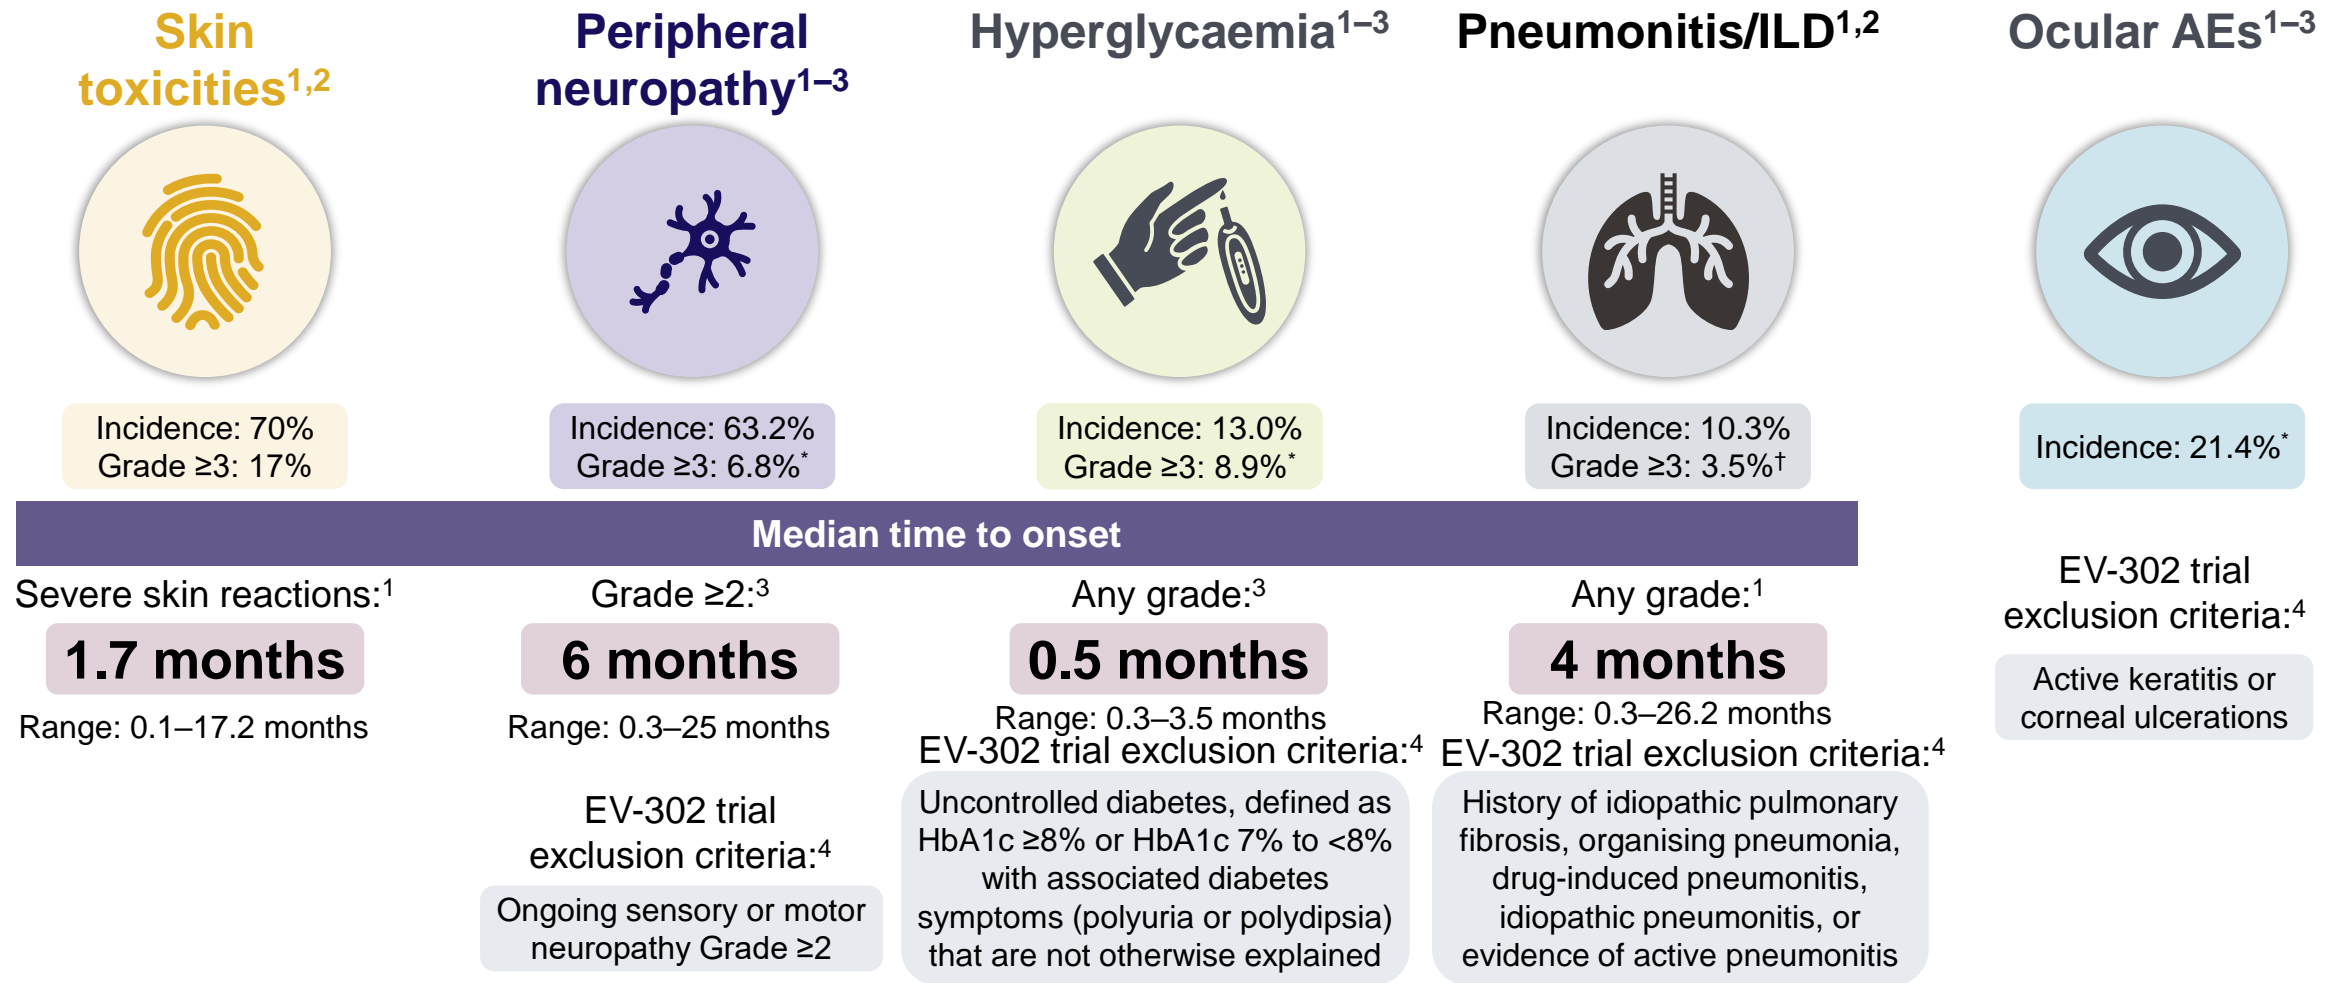 Skin
toxicities¹,²
Peripheral
neuropathy¹⁻³
Hyperglycaemia¹⁻³
Pneumonitis/ILD¹,²
Ocular AEs¹⁻³
Incidence: 70%
Grade ≥3: 17%
Incidence: 63.2%
Grade ≥3: 6.8%*
Incidence: 13.0%
Grade ≥3: 8.9%*
Incidence: 10.3%
Grade ≥3: 3.5%†
Incidence: 21.4%*
Median time to onset
Severe skin reactions:¹
1.7 months
Range: 0.1–17.2 months
Grade ≥2:³
6 months
Range: 0.3–25 months
EV-302 trial
exclusion criteria:⁴
Ongoing sensory or motor
neuropathy Grade ≥2
Any grade:³
0.5 months
Range: 0.3–3.5 months
EV-302 trial exclusion criteria:⁴
Uncontrolled diabetes, defined as
HbA1c ≥8% or HbA1c 7% to <8%
with associated diabetes
symptoms (polyuria or polydipsia)
that are not otherwise explained
Any grade:¹
4 months
Range: 0.3–26.2 months
EV-302 trial exclusion criteria:⁴
History of idiopathic pulmonary
fibrosis, organising pneumonia,
drug-induced pneumonitis,
idiopathic pneumonitis, or
evidence of active pneumonitis
EV-302 trial
exclusion criteria:⁴
Active keratitis or
corneal ulcerations